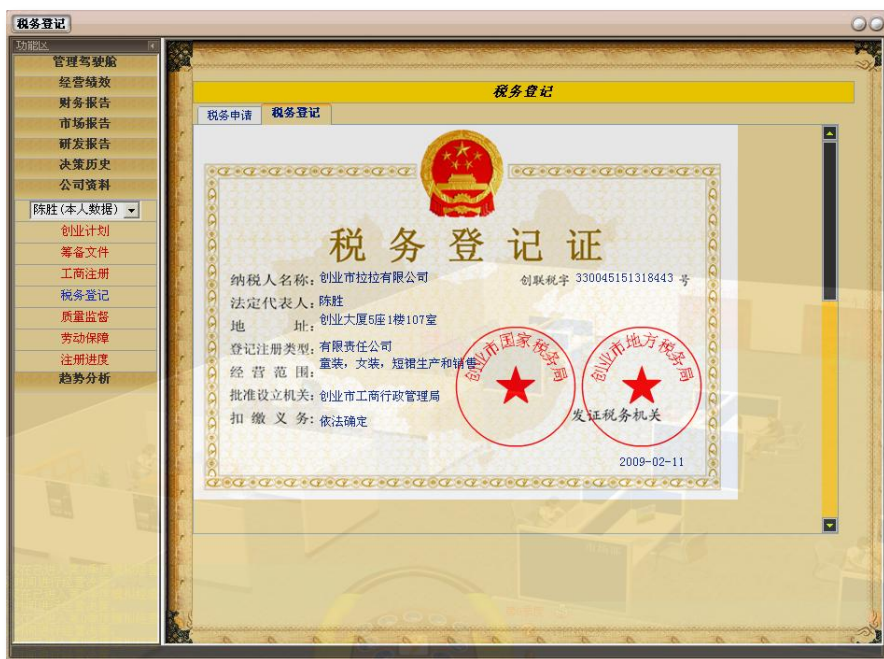 税务登记
功能区
管理驾驶舱
经营绩效
财务报告
市场报告
研发报告
决策历史
公司资料
陈胜(本人数据)
创业计划
筹备文件
工商注册
税务登记
质量监督
劳动保障
注册进度
趋势分析
税务登记
税务申请 税务登记
税务登记证
纳税人名称: 创业市拉拉有限公司 创联税字 330045151318443 号
法定代表人: 陈胜
地 址: 创业大厦5座1楼107室
登记注册类型: 有限责任公司
经营范围: 童装, 女装, 短裙生产和销售
批准设立机关: 创业市工商行政管理局
扣缴义务: 依法确定
创业市国家税务局
创业市地方税务局
发证税务机关
2009-02-11